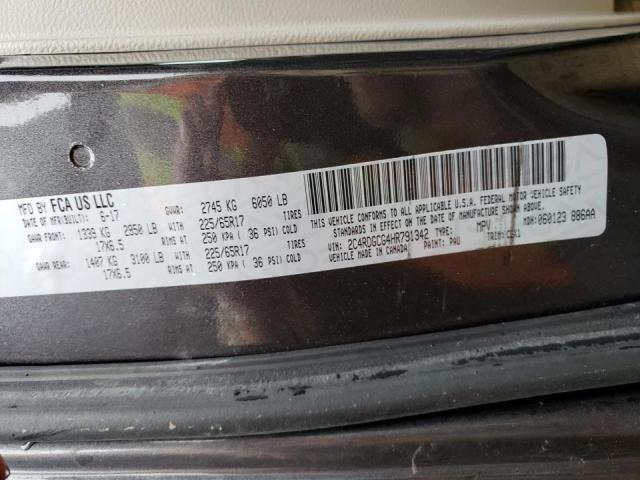 MFD BY FCA US LLC
DATE OF MFR(BUILT): 6-17 GVWR: 2745 KG 6050 LB
GAWR FRONT: 1339 KG 2950 LB WITH TIRES
17X6.5 RIMS AT 225/65R17 250 KPA ( 36 PSI) COLD
GAWR REAR: 1407 KG 3100 LB WITH TIRES
17X6.5 RIMS AT 225/65R17 250 KPA ( 36 PSI) COLD
THIS VEHICLE CONFORMS TO ALL APPLICABLE U.S.A. FEDERAL MOTOR VEHICLE SAFETY
STANDARDS IN EFFECT ON THE DATE OF MANUFACTURE SHOWN ABOVE.
VIN: 2C4RDGCG4HR791342 TYPE: MPV MDH: 060123 886AA
VEHICLE MADE IN CANADA PAINT: PAU TRIM: